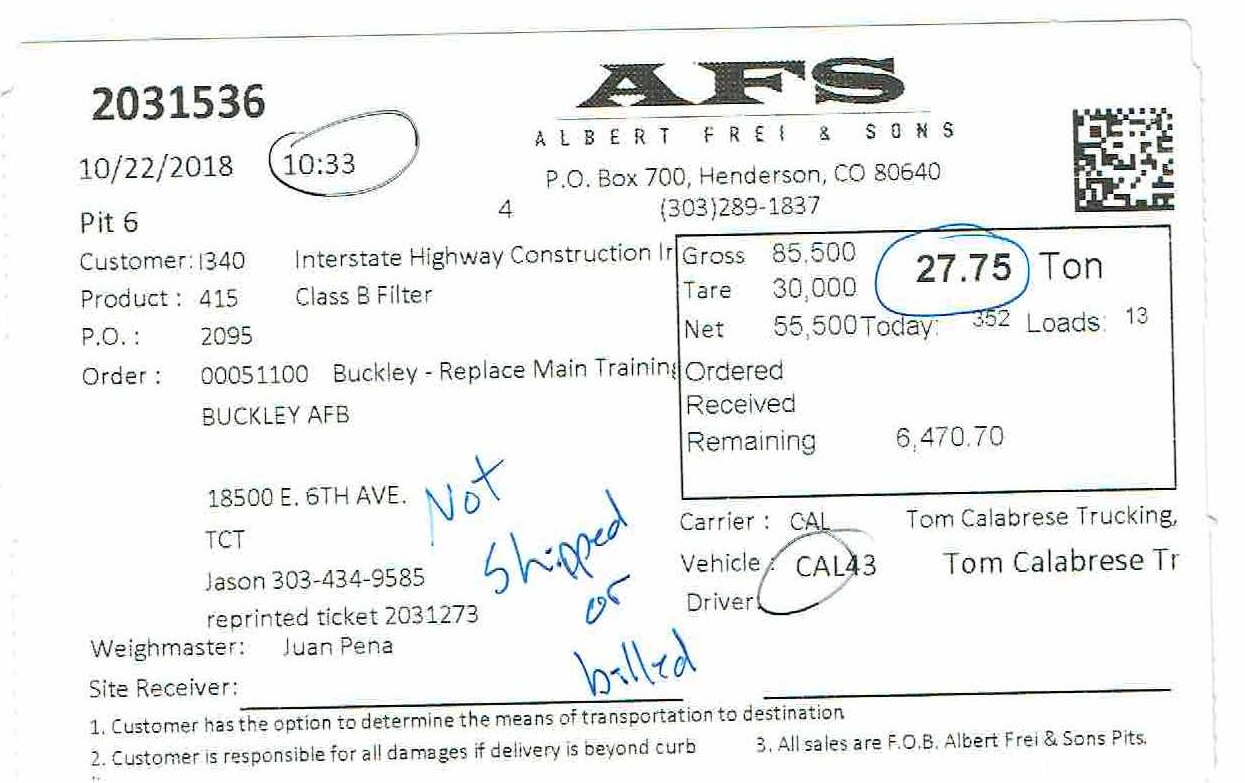 AFS
2031536
ALBERT FREI & SONS
10/22/2018 10:33
P.O. Box 700, Henderson, CO 80640
4 (303)289-1837
Pit 6
Customer: I340 Interstate Highway Construction Ir
Product : 415 Class B Filter
P.O. : 2095
Order : 00051100 Buckley - Replace Main Training
BUCKLEY AFB
18500 E. 6TH AVE.
TCT
Jason 303-434-9585
reprinted ticket 2031273
Gross 85,500 27.75 Ton
Tare 30,000
Net 55,500 Today: 352 Loads: 13
Ordered
Received
Remaining 6,470.70
Not
Shipped
or
billed
Carrier : CAL Tom Calabrese Trucking,
Vehicle : CAL43 Tom Calabrese Tr
Driver
Weighmaster: Juan Pena
Site Receiver:
1. Customer has the option to determine the means of transportation to destination
2. Customer is responsible for all damages if delivery is beyond curb
3. All sales are F.O.B. Albert Frei & Sons Pits.